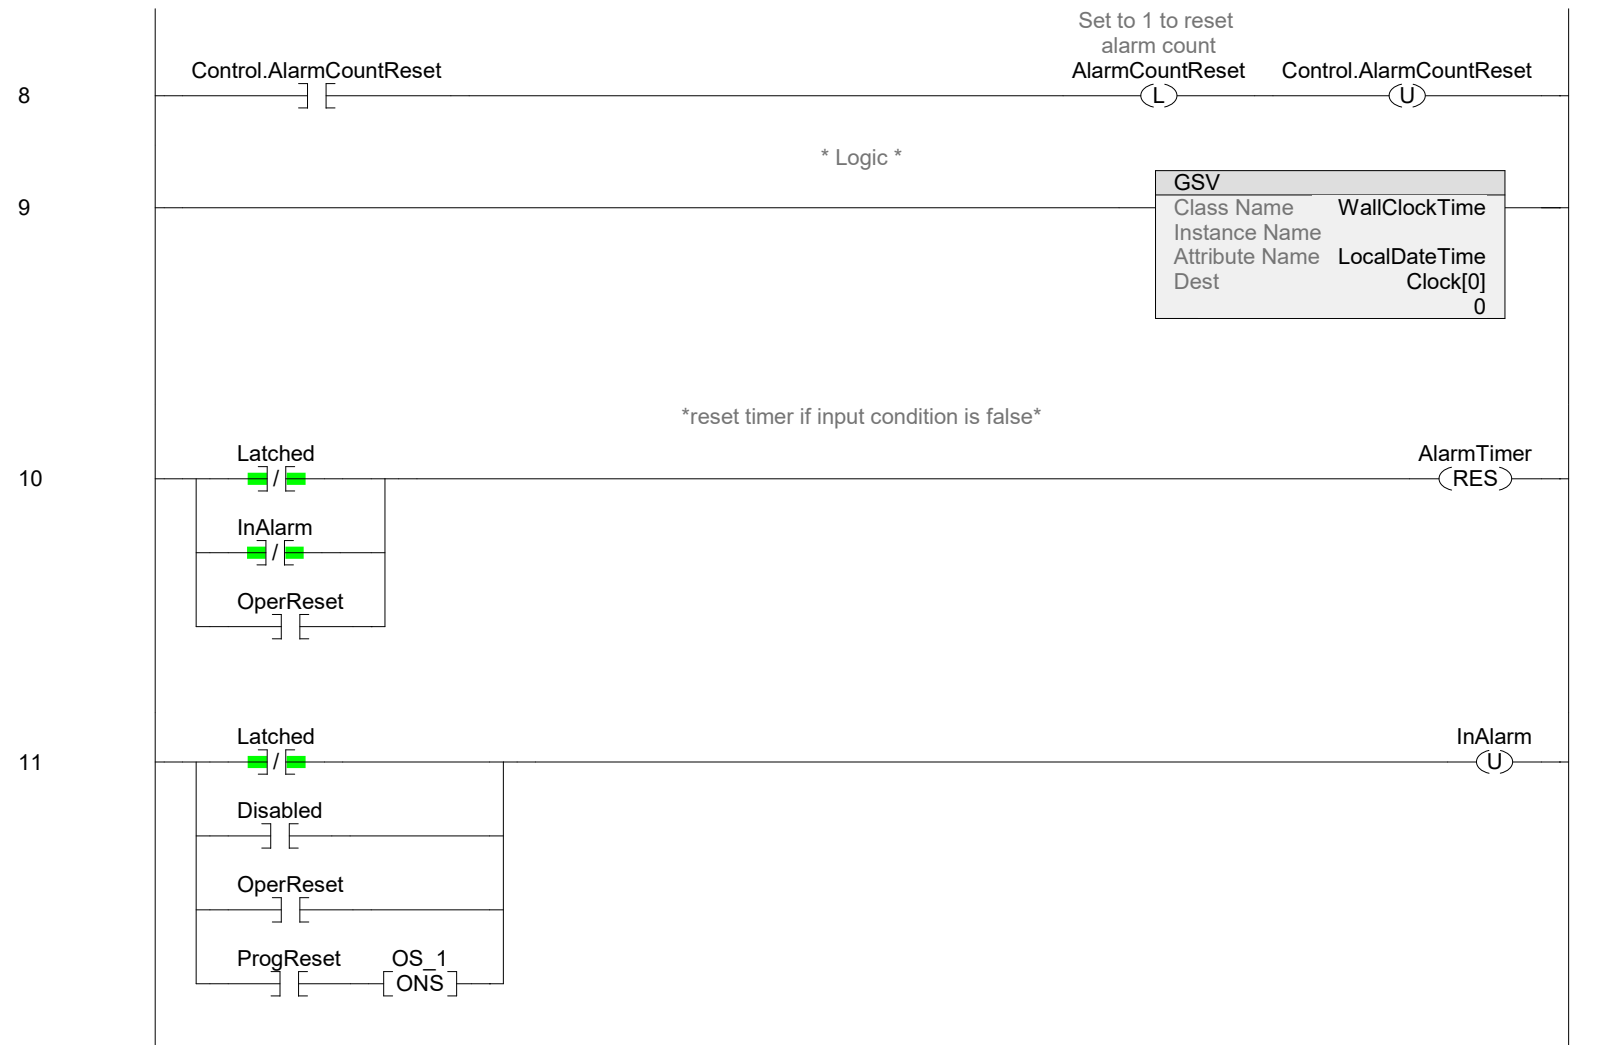 Set to 1 to reset
alarm count
Control.AlarmCountReset AlarmCountReset Control.AlarmCountReset
8 L U
* Logic *
GSV
9 Class Name WallClockTime
Instance Name
Attribute Name LocalDateTime
Dest Clock[0]
0
*reset timer if input condition is false*
Latched AlarmTimer
10 / RES
InAlarm
/
OperReset
Latched InAlarm
11 / U
Disabled
OperReset
ProgReset OS_1
ONS